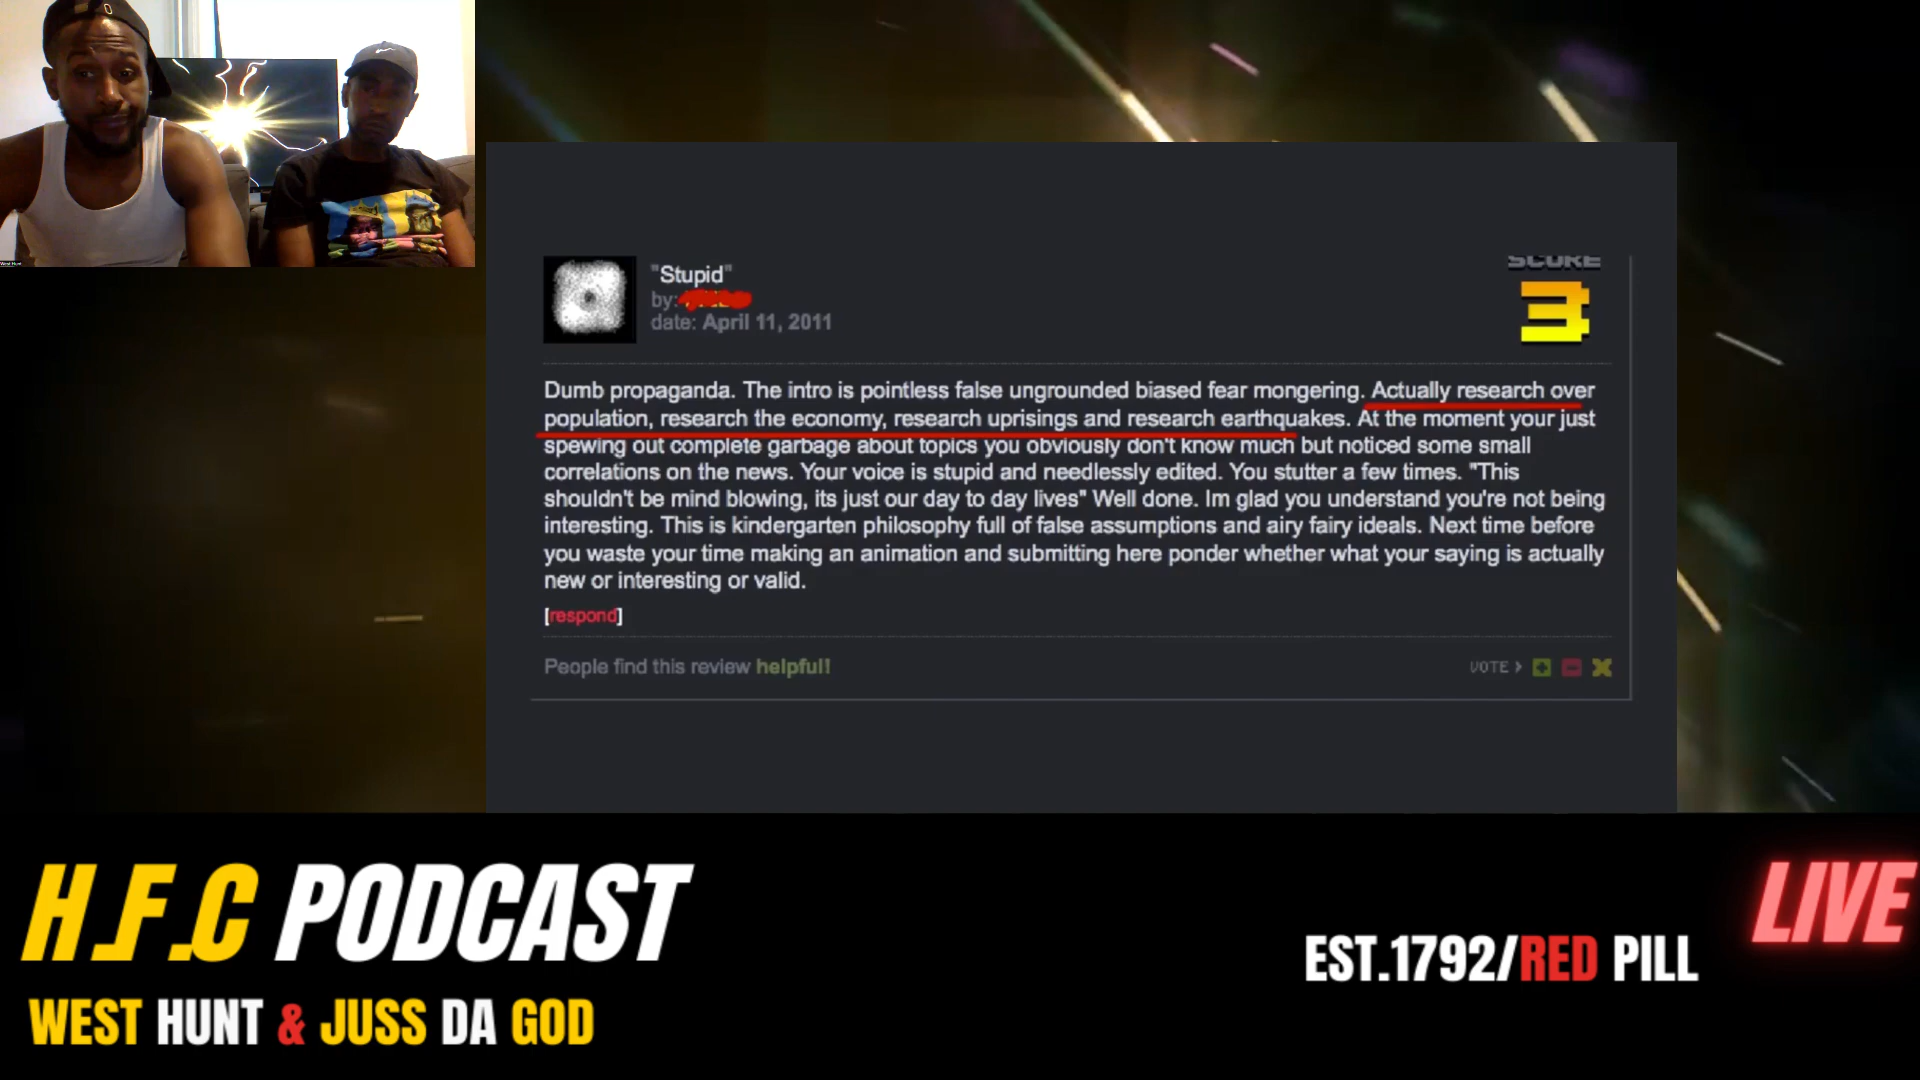 West Hunt
"Stupid"
by:
date: April 11, 2011
SCORE
3
Dumb propaganda. The intro is pointless false ungrounded biased fear mongering. Actually research over
population, research the economy, research uprisings and research earthquakes. At the moment your just
spewing out complete garbage about topics you obviously don't know much but noticed some small
correlations on the news. Your voice is stupid and needlessly edited. You stutter a few times. "This
shouldn't be mind blowing, its just our day to day lives" Well done. Im glad you understand you're not being
interesting. This is kindergarten philosophy full of false assumptions and airy fairy ideals. Next time before
you waste your time making an animation and submitting here ponder whether what your saying is actually
new or interesting or valid.
[respond]
People find this review helpful!
VOTE >
H.F.C PODCAST
WEST HUNT & JUSS DA GOD
EST.1792/RED PILL
LIVE